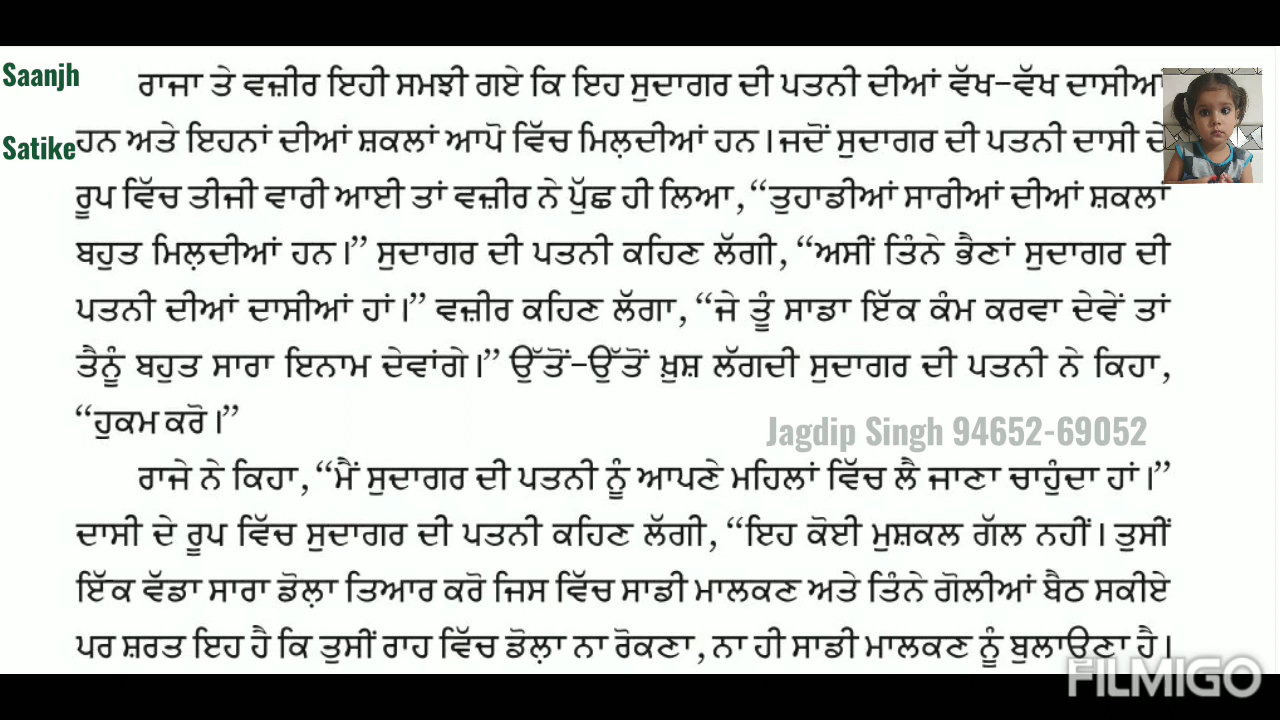 Saanjh
Satike
ਰਾਜਾ ਤੇ ਵਜ਼ੀਰ ਇਹੀ ਸਮਝੀ ਗਏ ਕਿ ਇਹ ਸੁਦਾਗਰ ਦੀ ਪਤਨੀ ਦੀਆਂ ਵੱਖ-ਵੱਖ ਦਾਸੀਆਂ
ਹਨ ਅਤੇ ਇਹਨਾਂ ਦੀਆਂ ਸ਼ਕਲਾਂ ਆਪੋ ਵਿੱਚ ਮਿਲ਼ਦੀਆਂ ਹਨ। ਜਦੋਂ ਸੁਦਾਗਰ ਦੀ ਪਤਨੀ ਦਾਸੀ ਦੇ
ਰੂਪ ਵਿੱਚ ਤੀਜੀ ਵਾਰੀ ਆਈ ਤਾਂ ਵਜ਼ੀਰ ਨੇ ਪੁੱਛ ਹੀ ਲਿਆ, “ਤੁਹਾਡੀਆਂ ਸਾਰੀਆਂ ਦੀਆਂ ਸ਼ਕਲਾਂ
ਬਹੁਤ ਮਿਲ਼ਦੀਆਂ ਹਨ।” ਸੁਦਾਗਰ ਦੀ ਪਤਨੀ ਕਹਿਣ ਲੱਗੀ, “ਅਸੀਂ ਤਿੰਨੇ ਭੈਣਾਂ ਸੁਦਾਗਰ ਦੀ
ਪਤਨੀ ਦੀਆਂ ਦਾਸੀਆਂ ਹਾਂ।” ਵਜ਼ੀਰ ਕਹਿਣ ਲੱਗਾ, “ਜੇ ਤੂੰ ਸਾਡਾ ਇੱਕ ਕੰਮ ਕਰਵਾ ਦੇਵੇਂ ਤਾਂ
ਤੈਨੂੰ ਬਹੁਤ ਸਾਰਾ ਇਨਾਮ ਦੇਵਾਂਗੇ।” ਉੱਤੋਂ-ਉੱਤੋਂ ਖ਼ੁਸ਼ ਲੱਗਦੀ ਸੁਦਾਗਰ ਦੀ ਪਤਨੀ ਨੇ ਕਿਹਾ,
“ਹੁਕਮ ਕਰੋ।”
Jagdip Singh 94652-69052
ਰਾਜੇ ਨੇ ਕਿਹਾ, “ਮੈਂ ਸੁਦਾਗਰ ਦੀ ਪਤਨੀ ਨੂੰ ਆਪਣੇ ਮਹਿਲਾਂ ਵਿੱਚ ਲੈ ਜਾਣਾ ਚਾਹੁੰਦਾ ਹਾਂ।”
ਦਾਸੀ ਦੇ ਰੂਪ ਵਿੱਚ ਸੁਦਾਗਰ ਦੀ ਪਤਨੀ ਕਹਿਣ ਲੱਗੀ, “ਇਹ ਕੋਈ ਮੁਸ਼ਕਲ ਗੱਲ ਨਹੀਂ। ਤੁਸੀਂ
ਇੱਕ ਵੱਡਾ ਸਾਰਾ ਡੋਲ਼ਾ ਤਿਆਰ ਕਰੋ ਜਿਸ ਵਿੱਚ ਸਾਡੀ ਮਾਲਕਣ ਅਤੇ ਤਿੰਨੇ ਗੋਲੀਆਂ ਬੈਠ ਸਕੀਏ
ਪਰ ਸ਼ਰਤ ਇਹ ਹੈ ਕਿ ਤੁਸੀਂ ਰਾਹ ਵਿੱਚ ਡੋਲ਼ਾ ਨਾ ਰੋਕਣਾ, ਨਾ ਹੀ ਸਾਡੀ ਮਾਲਕਣ ਨੂੰ ਬੁਲਾਉਣਾ ਹੈ।
FILMIGO